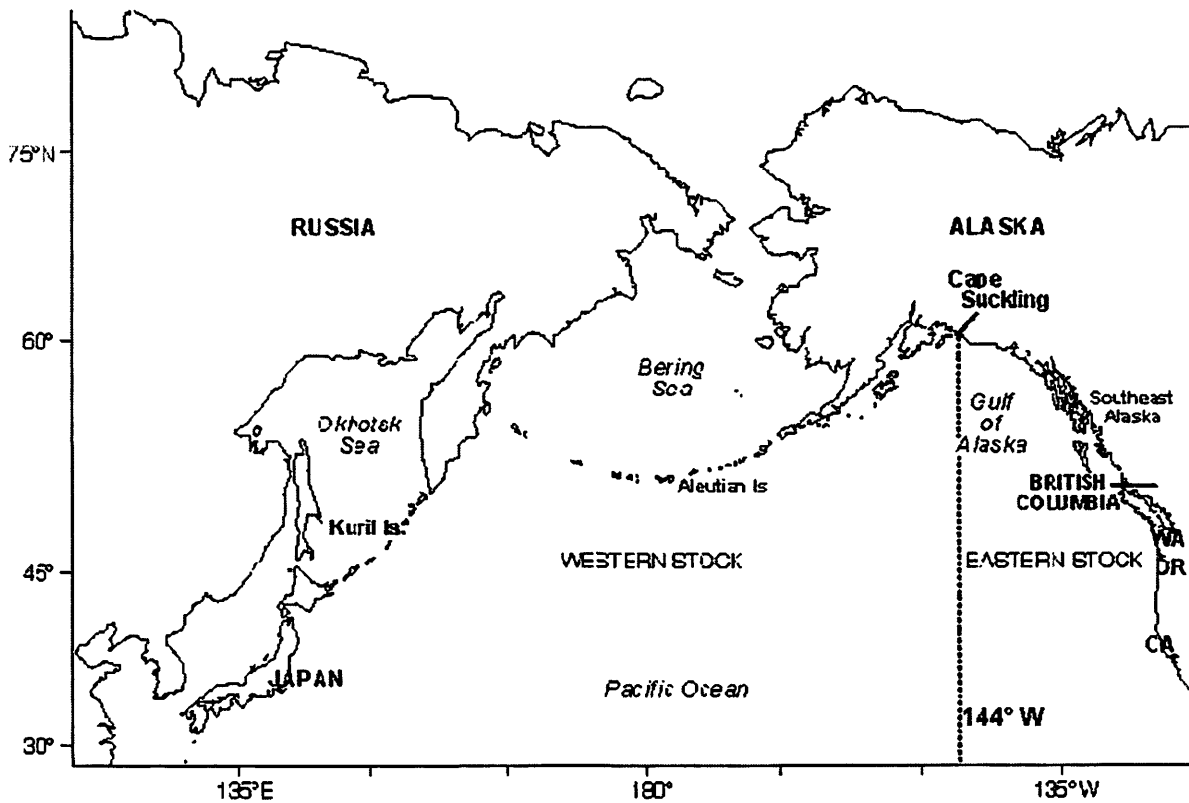 75°N
RUSSIA
ALASKA
Cape
Suckling
60°
Bering
Sea
Okhotsk
Sea
Gulf
of
Alaska
Southeast
Alaska
Aleutian Is
BRITISH
COLUMBIA
Kuril Is.
WA
WESTERN STOCK
EASTERN STOCK
OR
45°
CA
JAPAN
Pacific Ocean
144° W
30°
135°E
180°
135°W